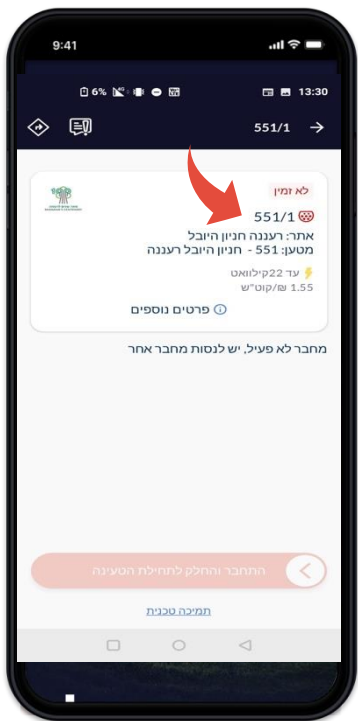 9:41
6%
13:30
551/1
לא זמין
551/1
אתר: רעננה חניון היובל
מטען: 551 - חניון היובל רעננה
עד 22קילוואט
1.55 ₪/קוט"ש
פרטים נוספים
מחבר לא פעיל, יש לנסות מחבר אחר
התחבר והחלק לתחילת הטעינה
תמיכה טכנית